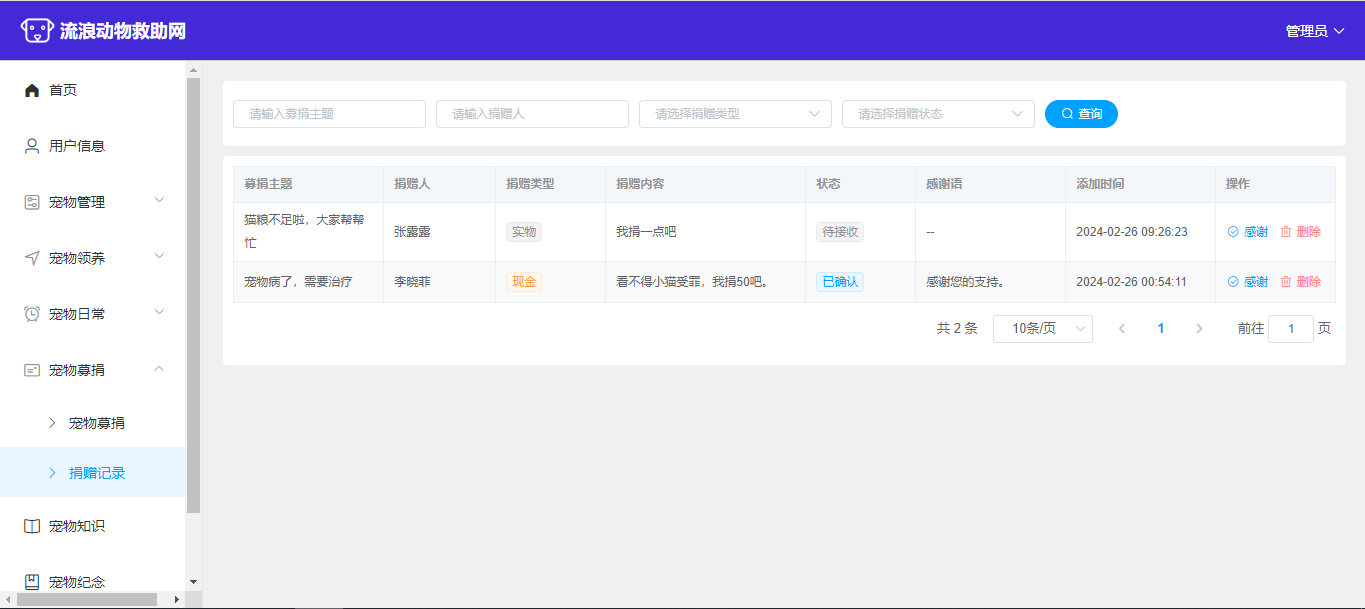 流浪动物救助网
管理员
首页
用户信息
宠物管理
宠物领养
宠物日常
宠物募捐
宠物募捐
捐赠记录
宠物知识
宠物纪念
请输入募捐主题 请输入捐赠人 请选择捐赠类型 请选择捐赠状态 查询
募捐主题 捐赠人 捐赠类型 捐赠内容 状态 感谢语 添加时间 操作
猫粮不足啦，大家帮帮
忙
张露露 实物 我捐一点吧 待接收 -- 2024-02-26 09:26:23 感谢 删除
宠物病了，需要治疗 李晓菲 现金 看不得小猫受罪，我捐50吧。 已确认 感谢您的支持。 2024-02-26 00:54:11 感谢 删除
共 2 条 10条/页 1 前往 1 页